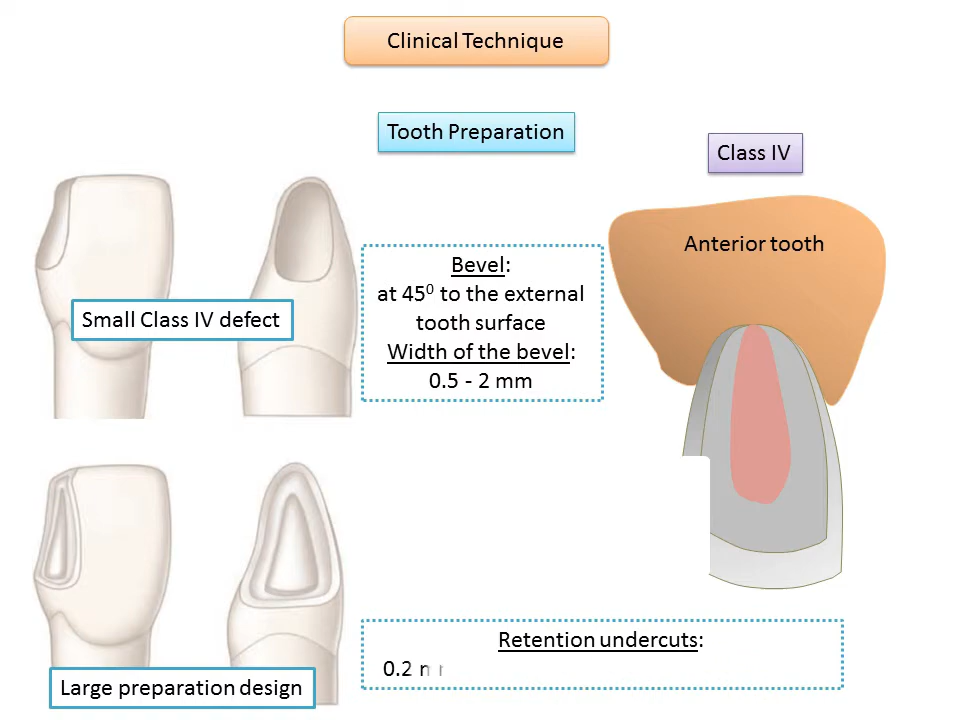 Clinical Technique
Tooth Preparation
Class IV
Anterior tooth
Bevel:
at 45⁰ to the external
tooth surface
Width of the bevel:
0.5 - 2 mm
Small Class IV defect
Retention undercuts:
0.2
Large preparation design